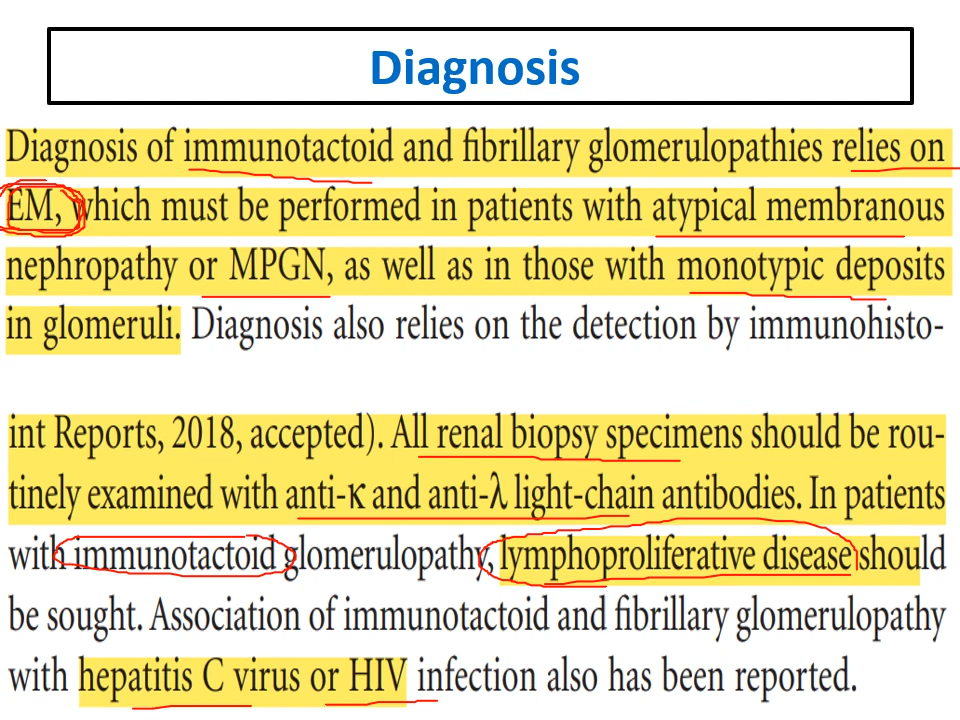 Diagnosis
Diagnosis of immunotactoid and fibrillary glomerulopathies relies on
EM, which must be performed in patients with atypical membranous
nephropathy or MPGN, as well as in those with monotypic deposits
in glomeruli. Diagnosis also relies on the detection by immunohisto-
int Reports, 2018, accepted). All renal biopsy specimens should be rou-
tinely examined with anti-κ and anti-λ light-chain antibodies. In patients
with immunotactoid glomerulopathy, lymphoproliferative disease should
be sought. Association of immunotactoid and fibrillary glomerulopathy
with hepatitis C virus or HIV infection also has been reported.